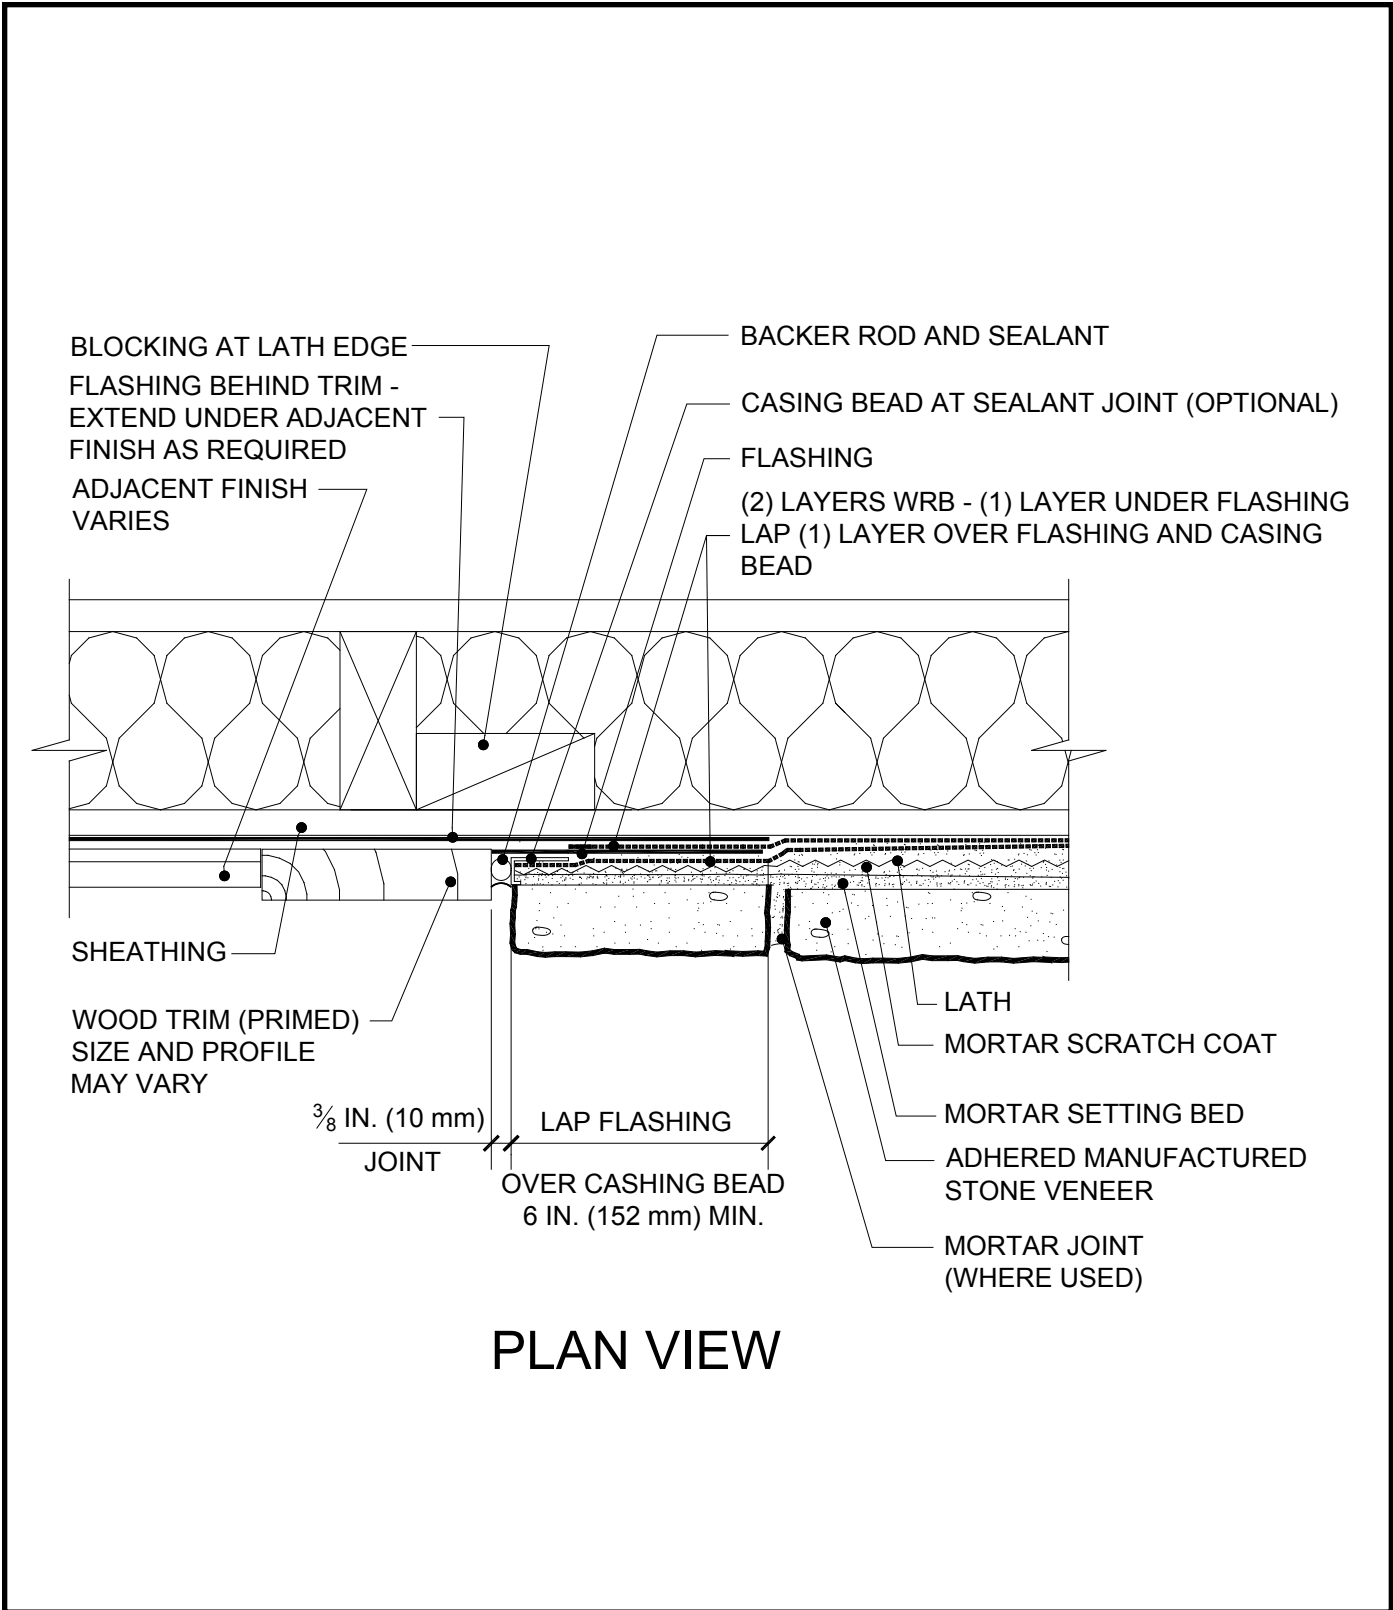 BLOCKING AT LATH EDGE
FLASHING BEHIND TRIM -
EXTEND UNDER ADJACENT
FINISH AS REQUIRED
ADJACENT FINISH
VARIES
BACKER ROD AND SEALANT
CASING BEAD AT SEALANT JOINT (OPTIONAL)
FLASHING
(2) LAYERS WRB - (1) LAYER UNDER FLASHING
LAP (1) LAYER OVER FLASHING AND CASING
BEAD
SHEATHING
WOOD TRIM (PRIMED)
SIZE AND PROFILE
MAY VARY
⅜ IN. (10 mm)
JOINT
LAP FLASHING
OVER CASHING BEAD
6 IN. (152 mm) MIN.
LATH
MORTAR SCRATCH COAT
MORTAR SETTING BED
ADHERED MANUFACTURED
STONE VENEER
MORTAR JOINT
(WHERE USED)
PLAN VIEW